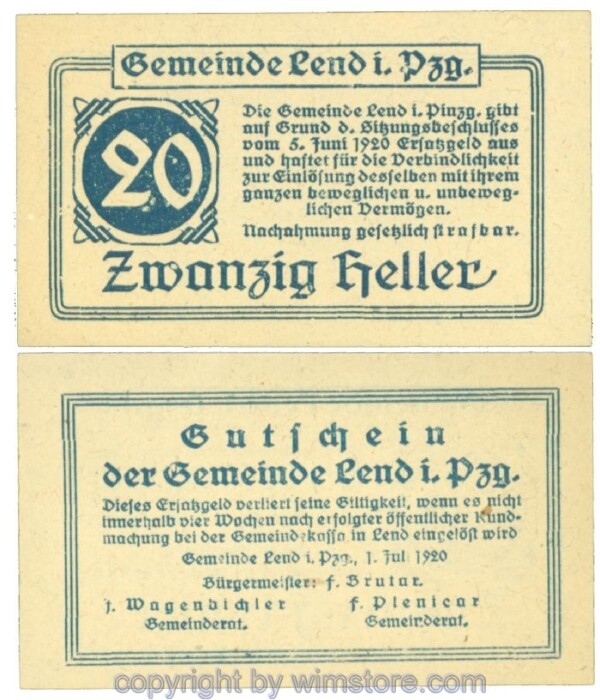 Gemeinde Lend i. Pzg.
20
Die Gemeinde Lend i. Pinzg. gibt
auf Grund d. Sitzungsbeschlusses
vom 5. Juni 1920 Ersatzgeld aus
und haftet für die Verbindlichkeit
zur Einlösung desselben mit ihrem
ganzen beweglichen u. unbeweg-
lichen Vermögen.
Nachahmung gesetzlich strafbar.
Zwanzig Heller
Gutschein
der Gemeinde Lend i. Pzg.
Dieses Ersatzgeld verliert seine Giltigkeit, wenn es nicht
innerhalb vier Wochen nach erfolgter öffentlicher Kund-
machung bei der Gemeindekassa in Lend eingelöst wird
Gemeinde Lend i. Pzg., 1. Juli 1920
Bürgermeister: F. Brutar.
J. Wagenbichler F. Plenicar
Gemeinderat. Gemeinderat.
copyright by wimstore.com